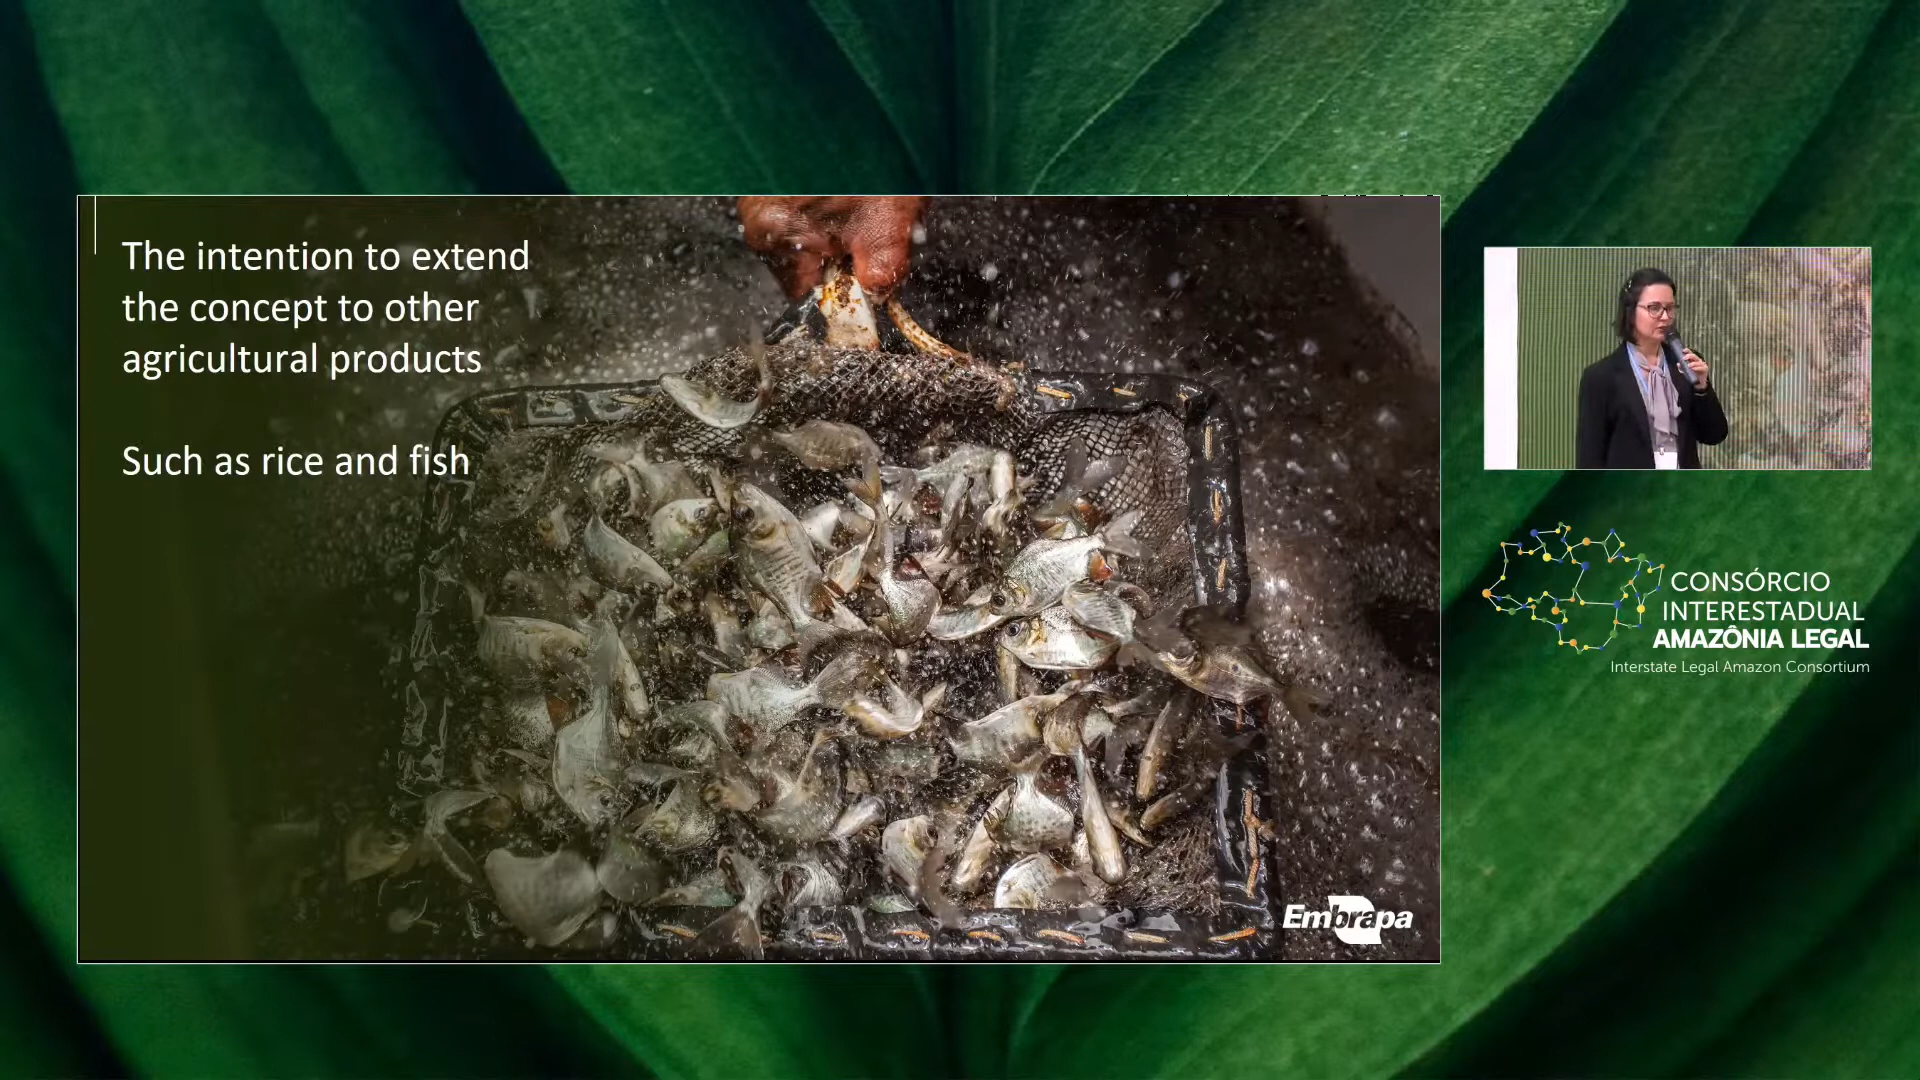 The intention to extend
the concept to other
agricultural products
Such as rice and fish
Embrapa
CONSÓRCIO
INTERESTADUAL
AMAZÔNIA LEGAL
Interstate Legal Amazon Consortium